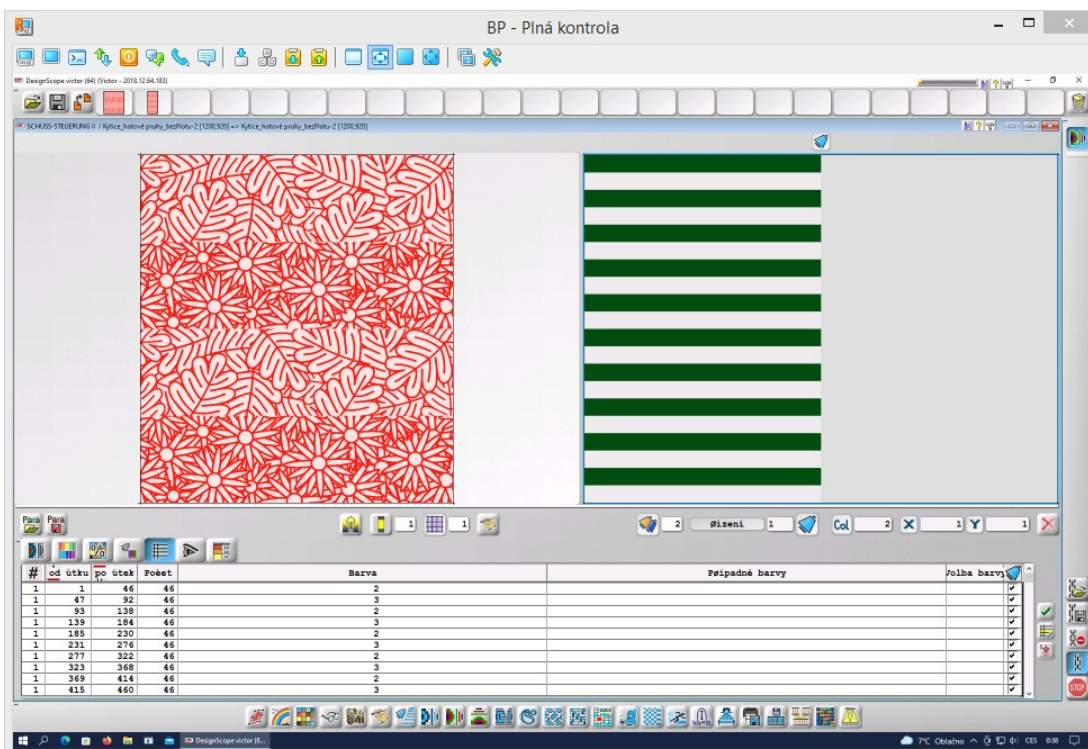 BP - Plná kontrola
DesignScope victor (64) (Victor - 2018.12.64.183)
SCHUSS-STEUERUNG II / Kytice_hotové pruhy_bezFlotu-2 [1200,920] => Kytice_hotové pruhy_bezFlotu-2 [1200,920]
Para Para 1 1 2 Øizení 1 Col 2 X 1 Y 1
# od útku po útek Poèet Barva Pøípadné barvy Volba barvy
1 1 46 46 2
1 47 92 46 3
1 93 138 46 2
1 139 184 46 3
1 185 230 46 2
1 231 276 46 3
1 277 322 46 2
1 323 368 46 3
1 369 414 46 2
1 415 460 46 3
STOP
DesignScope victor (6...
7°C Oblačno CES 0:38